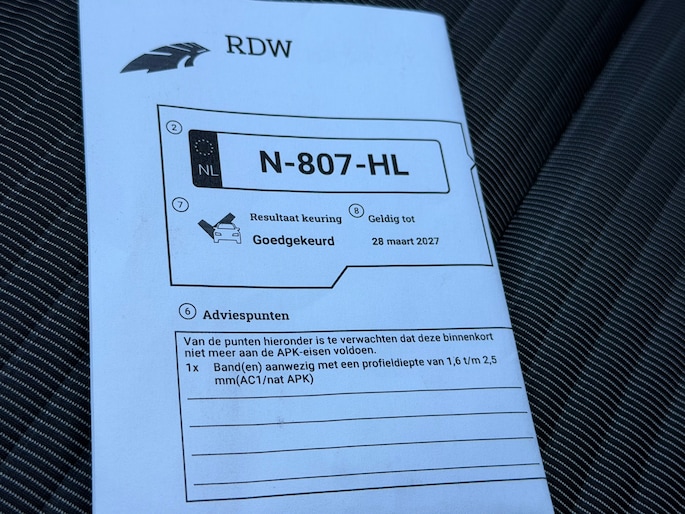 RDW
2
NL
N-807-HL
7
Resultaat keuring
8
Geldig tot
Goedgekeurd
28 maart 2027
6
Adviespunten
Van de punten hieronder is te verwachten dat deze binnenkort
niet meer aan de APK-eisen voldoen.
1x Band(en) aanwezig met een profieldiepte van 1,6 t/m 2,5
mm(AC1/nat APK)